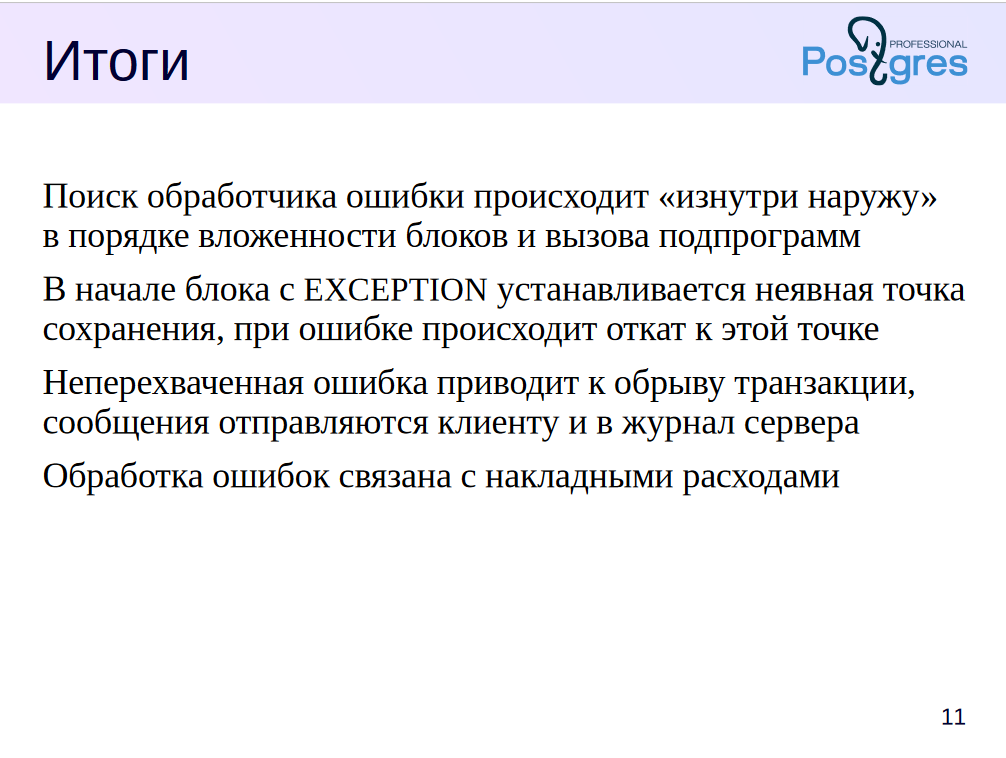 Итоги
PROFESSIONAL
Postgres
Поиск обработчика ошибки происходит «изнутри наружу»
в порядке вложенности блоков и вызова подпрограмм
В начале блока с EXCEPTION устанавливается неявная точка
сохранения, при ошибке происходит откат к этой точке
Неперехваченная ошибка приводит к обрыву транзакции,
сообщения отправляются клиенту и в журнал сервера
Обработка ошибок связана с накладными расходами
11